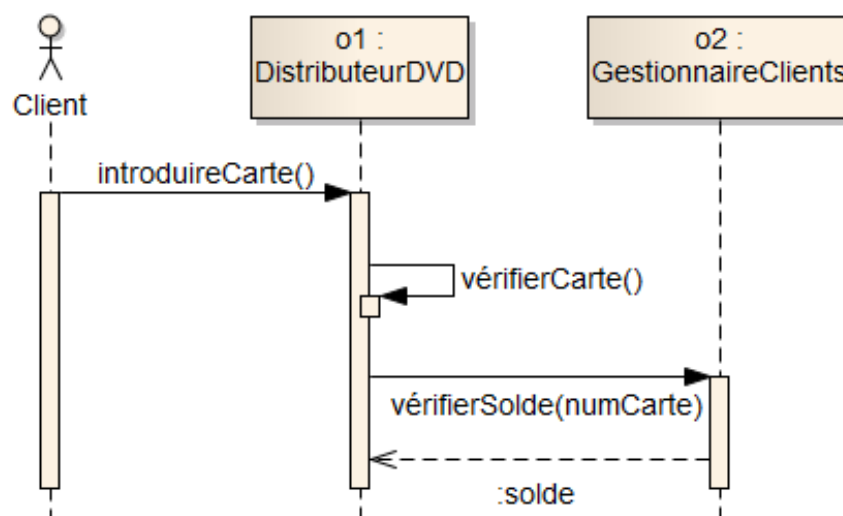 o1 :
DistributeurDVD
o2 :
GestionnaireClients
Client
introduireCarte()
vérifierCarte()
vérifierSolde(numCarte)
:solde